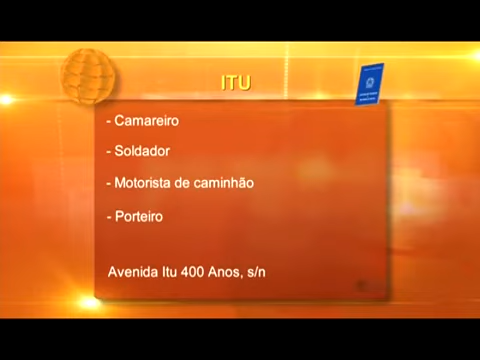 ITU
- Camareiro
- Soldador
- Motorista de caminhão
- Porteiro
Avenida Itu 400 Anos, s/n